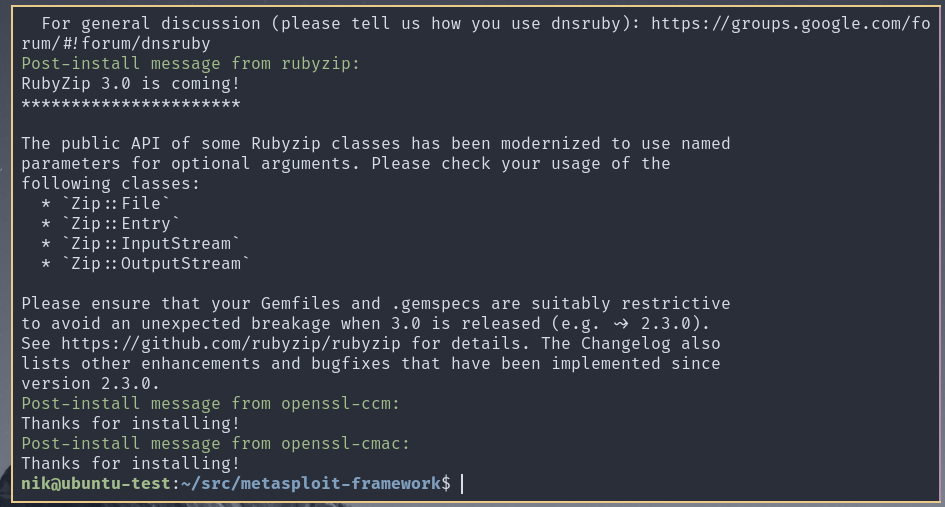 For general discussion (please tell us how you use dnsruby): https://groups.google.com/fo
rum/#!forum/dnsruby
Post-install message from rubyzip:
RubyZip 3.0 is coming!
**********************
The public API of some Rubyzip classes has been modernized to use named
parameters for optional arguments. Please check your usage of the
following classes:
* `Zip::File`
* `Zip::Entry`
* `Zip::InputStream`
* `Zip::OutputStream`
Please ensure that your Gemfiles and .gemspecs are suitably restrictive
to avoid an unexpected breakage when 3.0 is released (e.g. ~> 2.3.0).
See https://github.com/rubyzip/rubyzip for details. The Changelog also
lists other enhancements and bugfixes that have been implemented since
version 2.3.0.
Post-install message from openssl-ccm:
Thanks for installing!
Post-install message from openssl-cmac:
Thanks for installing!
nik@ubuntu-test:~/src/metasploit-framework$